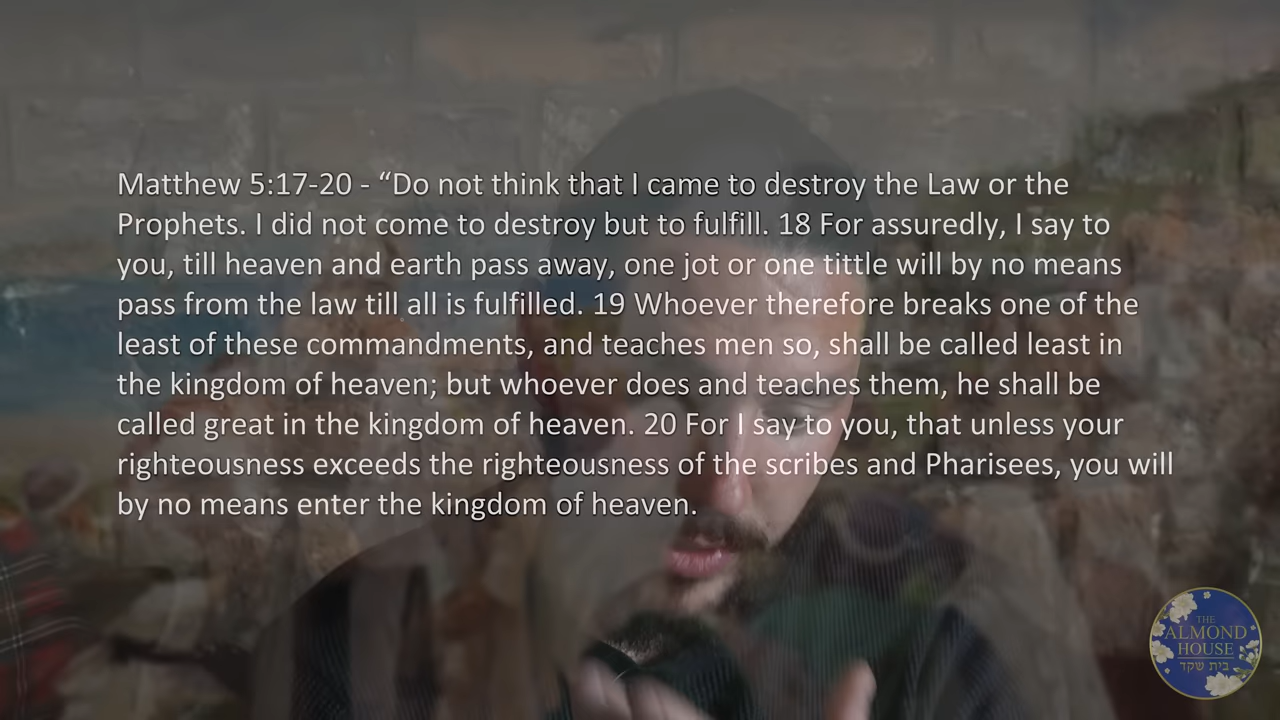 Matthew 5:17-20 - “Do not think that I came to destroy the Law or the
Prophets. I did not come to destroy but to fulfill. 18 For assuredly, I say to
you, till heaven and earth pass away, one jot or one tittle will by no means
pass from the law till all is fulfilled. 19 Whoever therefore breaks one of the
least of these commandments, and teaches men so, shall be called least in
the kingdom of heaven; but whoever does and teaches them, he shall be
called great in the kingdom of heaven. 20 For I say to you, that unless your
righteousness exceeds the righteousness of the scribes and Pharisees, you will
by no means enter the kingdom of heaven.
THE
ALMOND
HOUSE
בית שקד